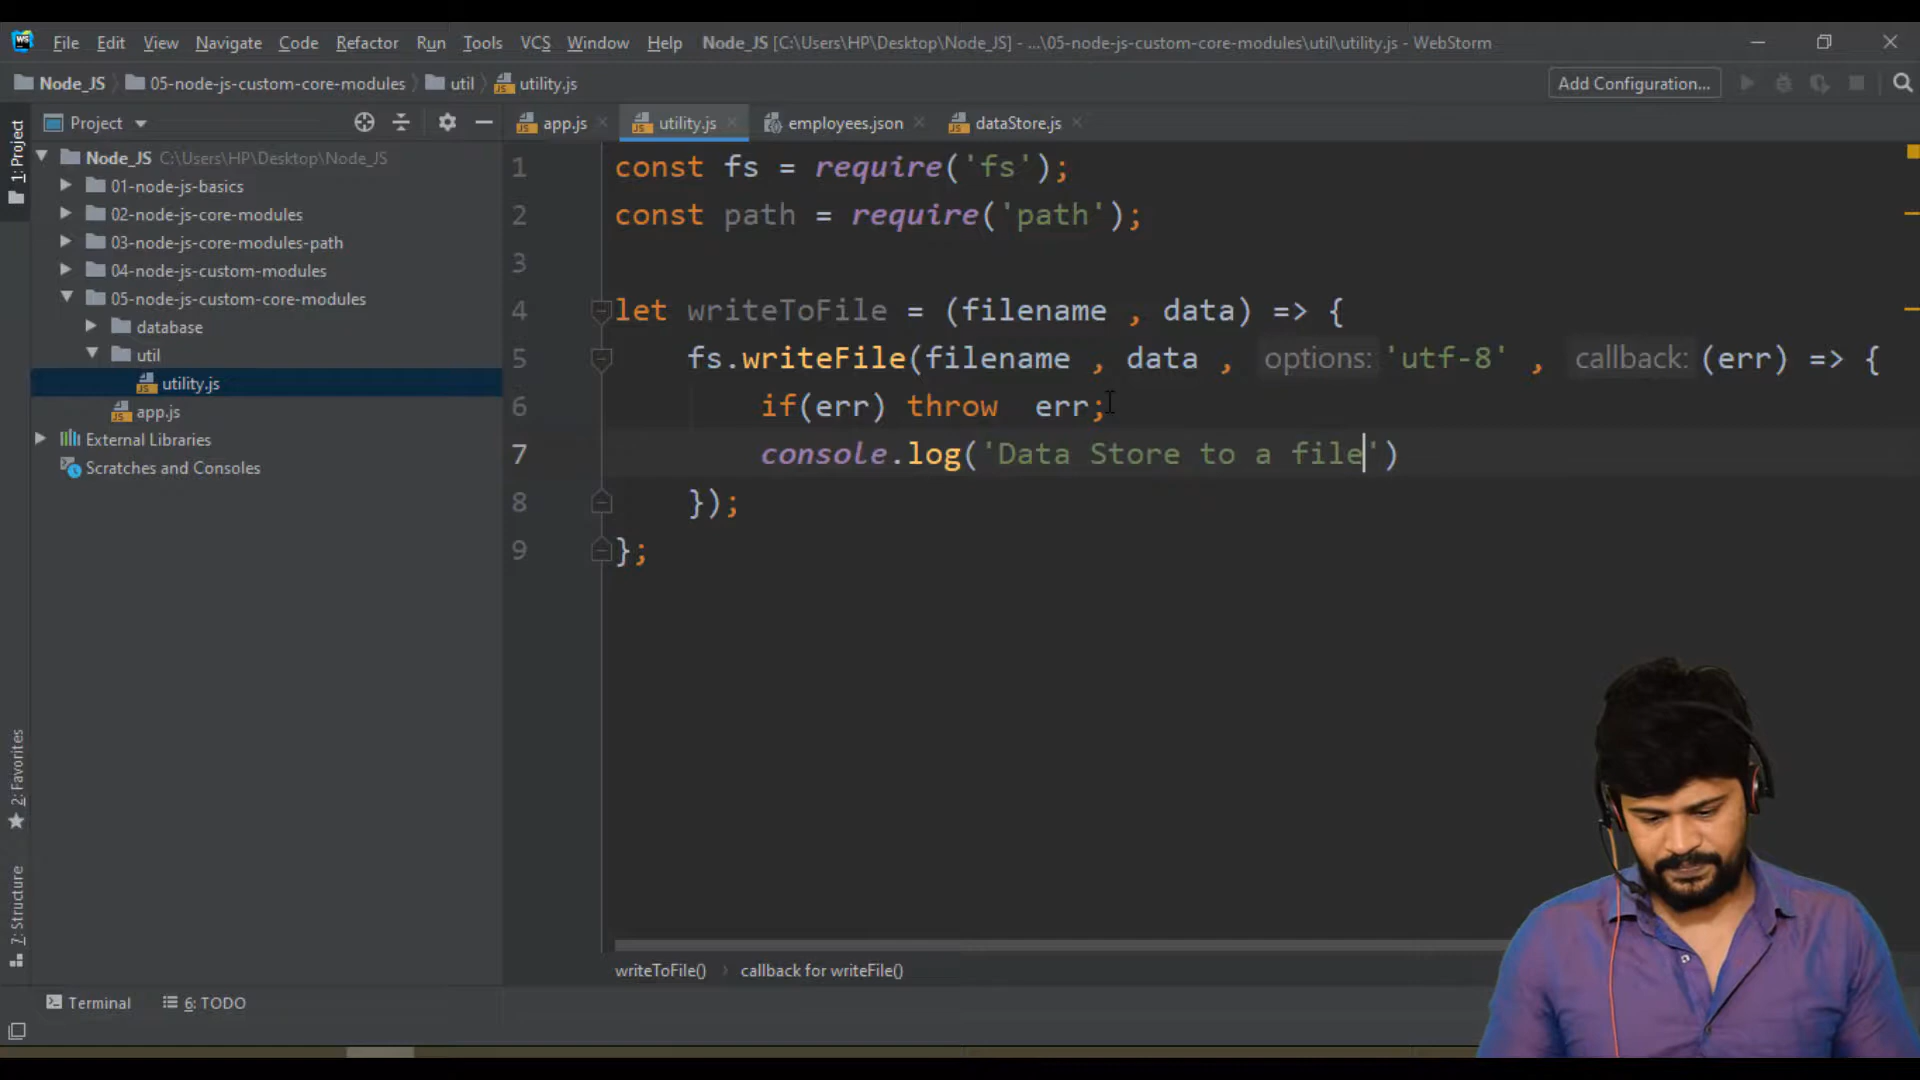 WS File Edit View Navigate Code Refactor Run Tools VCS Window Help Node_JS [C:\Users\HP\Desktop\Node_JS] - ...\05-node-js-custom-core-modules\util\utility.js - WebStorm
Node_JS 05-node-js-custom-core-modules util utility.js Add Configuration...
1: Project
Project
Node_JS C:\Users\HP\Desktop\Node_JS
01-node-js-basics
02-node-js-core-modules
03-node-js-core-modules-path
04-node-js-custom-modules
05-node-js-custom-core-modules
database
util
utility.js
app.js
External Libraries
Scratches and Consoles
app.js utility.js employees.json dataStore.js
1 const fs = require('fs');
2 const path = require('path');
3
4 let writeToFile = (filename , data) => {
5 fs.writeFile(filename , data , options: 'utf-8' , callback: (err) => {
6 if(err) throw  err;
7 console.log('Data Store to a file')
8 });
9 };
2: Favorites
7: Structure
writeToFile() callback for writeFile()
Terminal 6: TODO